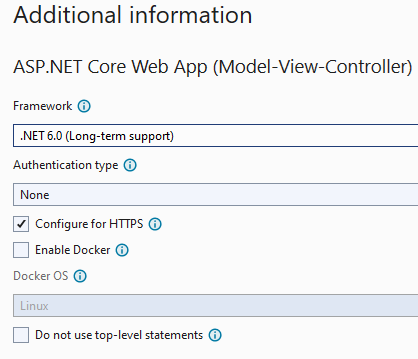 Additional information
ASP.NET Core Web App (Model-View-Controller)
Framework
.NET 6.0 (Long-term support)
Authentication type
None
Configure for HTTPS
Enable Docker
Docker OS
Linux
Do not use top-level statements